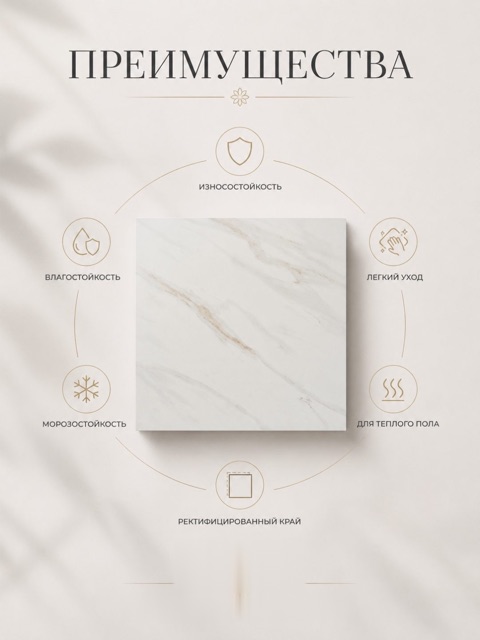 ПРЕИМУЩЕСТВА
ИЗНОСОСТОЙКОСТЬ
ВЛАГОСТОЙКОСТЬ
ЛЕГКИЙ УХОД
МОРОЗОСТОЙКОСТЬ
ДЛЯ ТЕПЛОГО ПОЛА
РЕКТИФИЦИРОВАННЫЙ КРАЙ